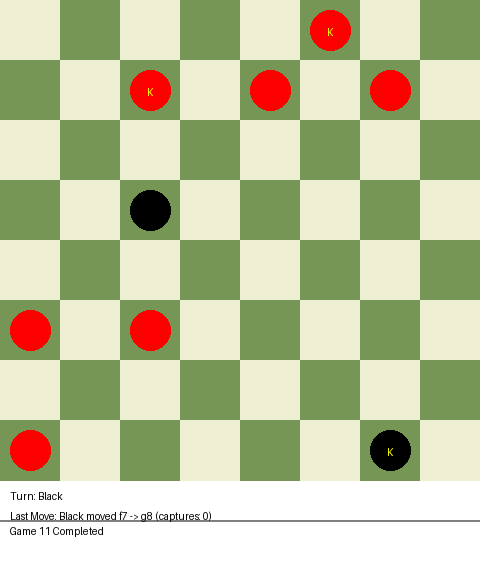 K
K
K
Turn: Black
Last Move: Black moved f7 -> g8 (captures: 0)
Game 11 Completed